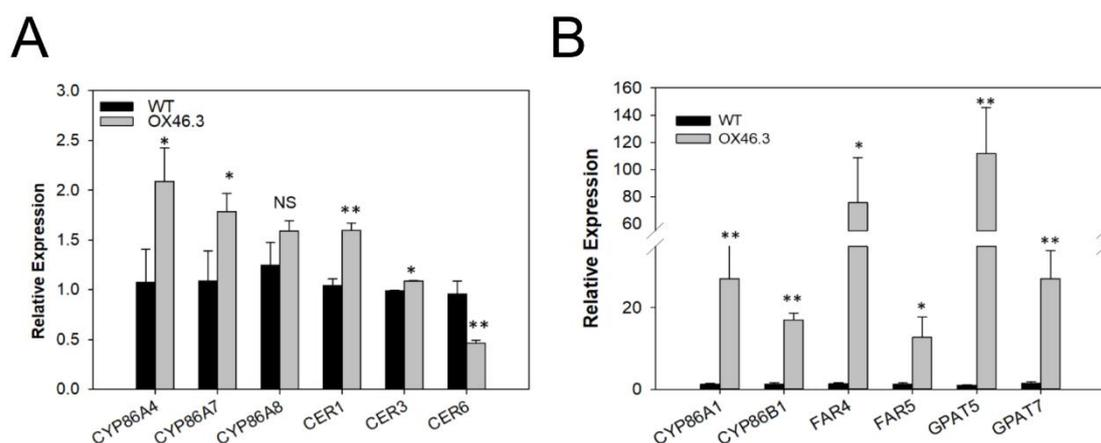 A
B
Relative Expression
3.0
2.5
2.0
1.5
1.0
0.5
0.0
WT
OX46.3
*
*
NS
**
*
**
CYP86A4
CYP86A7
CYP86A8
CER1
CER3
CER6
Relative Expression
160
140
120
100
80
60
20
0
WT
OX46.3
**
**
*
*
**
**
CYP86A1
CYP86B1
FAR4
FAR5
GPAT5
GPAT7